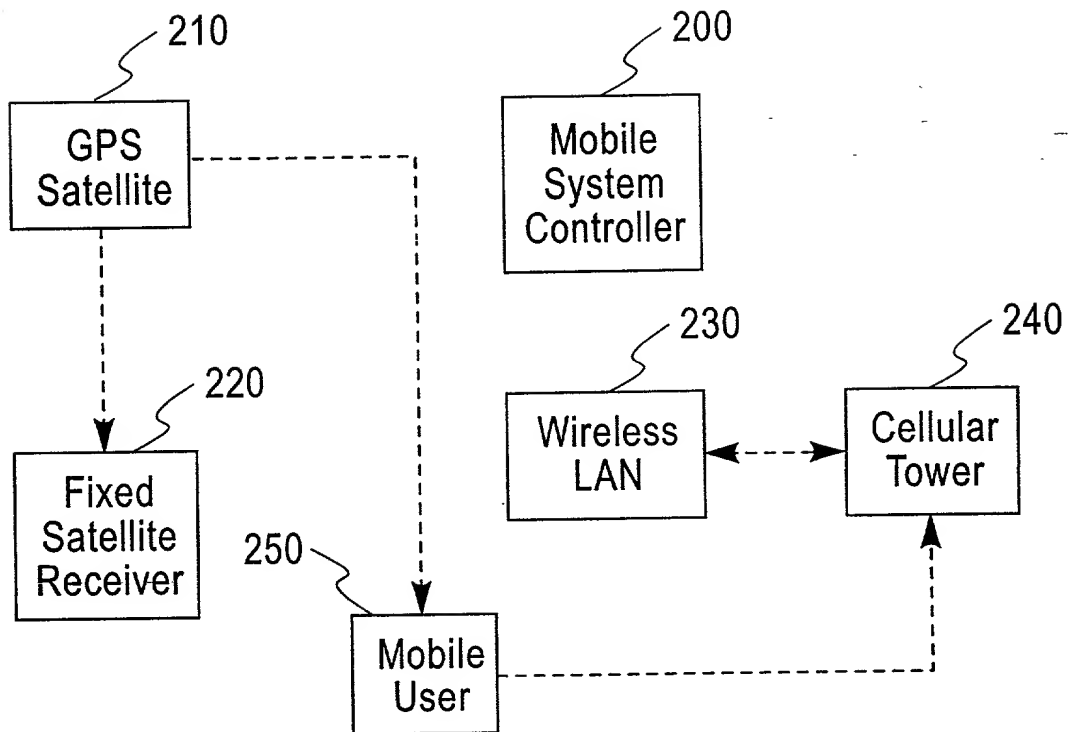 210
200
GPS
Satellite
Mobile
System
Controller
230
240
220
Wireless
LAN
Cellular
Tower
Fixed
Satellite
Receiver
250
Mobile
User